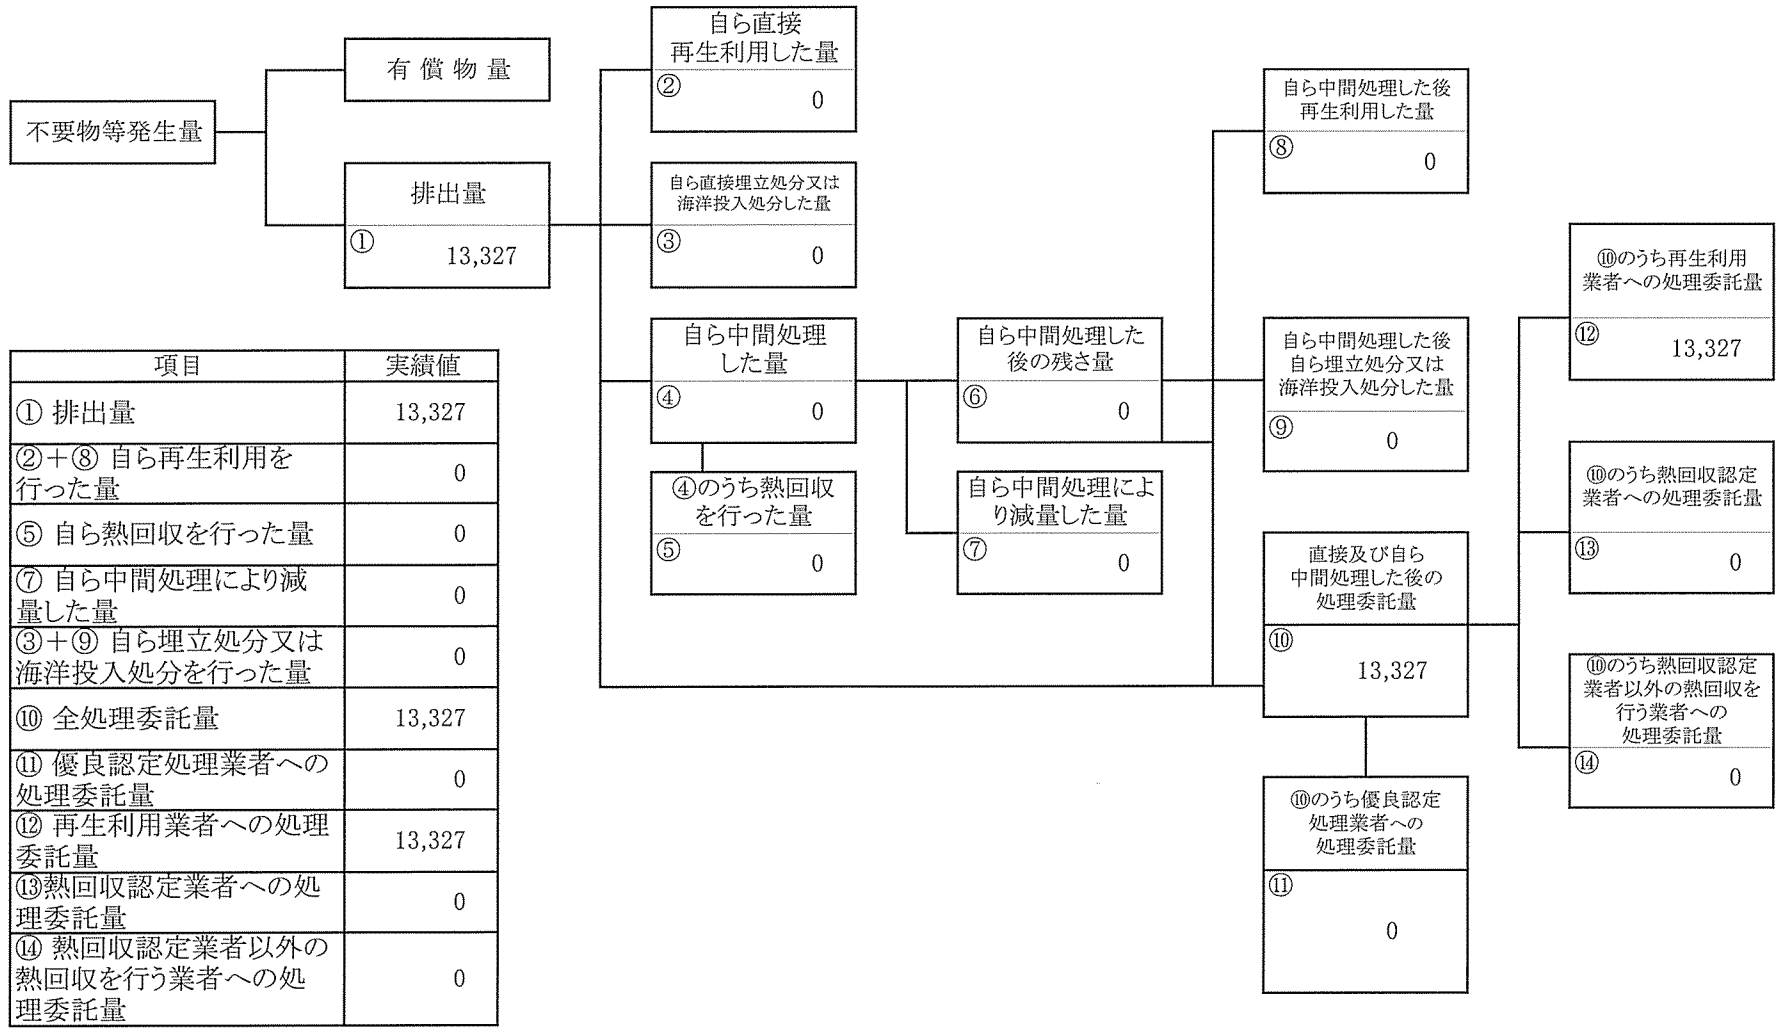 不要物等発生量
有償物量
排出量
①
13,327
自ら直接
再生利用した量
②
0
自ら直接埋立処分又は
海洋投入処分した量
③
0
自ら中間処理
した量
④
0
④のうち熱回収
を行った量
⑤
0
自ら中間処理した
後の残さ量
⑥
0
自ら中間処理によ
り減量した量
⑦
0
自ら中間処理した後
再生利用した量
⑧
0
自ら中間処理した後
自ら埋立処分又は
海洋投入処分した量
⑨
0
直接及び自ら
中間処理した後の
処理委託量
⑩
13,327
⑩のうち優良認定
処理業者への
処理委託量
⑪
0
⑩のうち再生利用
業者への処理委託量
⑫
13,327
⑩のうち熱回収認定
業者への処理委託量
⑬
0
⑩のうち熱回収認定
業者以外の熱回収を
行う業者への
処理委託量
⑭
0
項目 実績値
① 排出量 13,327
②＋⑧ 自ら再生利用を
行った量 0
⑤ 自ら熱回収を行った量 0
⑦ 自ら中間処理により減
量した量 0
③＋⑨ 自ら埋立処分又は
海洋投入処分を行った量 0
⑩ 全処理委託量 13,327
⑪ 優良認定処理業者への
処理委託量 0
⑫ 再生利用業者への処理
委託量 13,327
⑬熱回収認定業者への処
理委託量 0
⑭ 熱回収認定業者以外の
熱回収を行う業者への処
理委託量 0